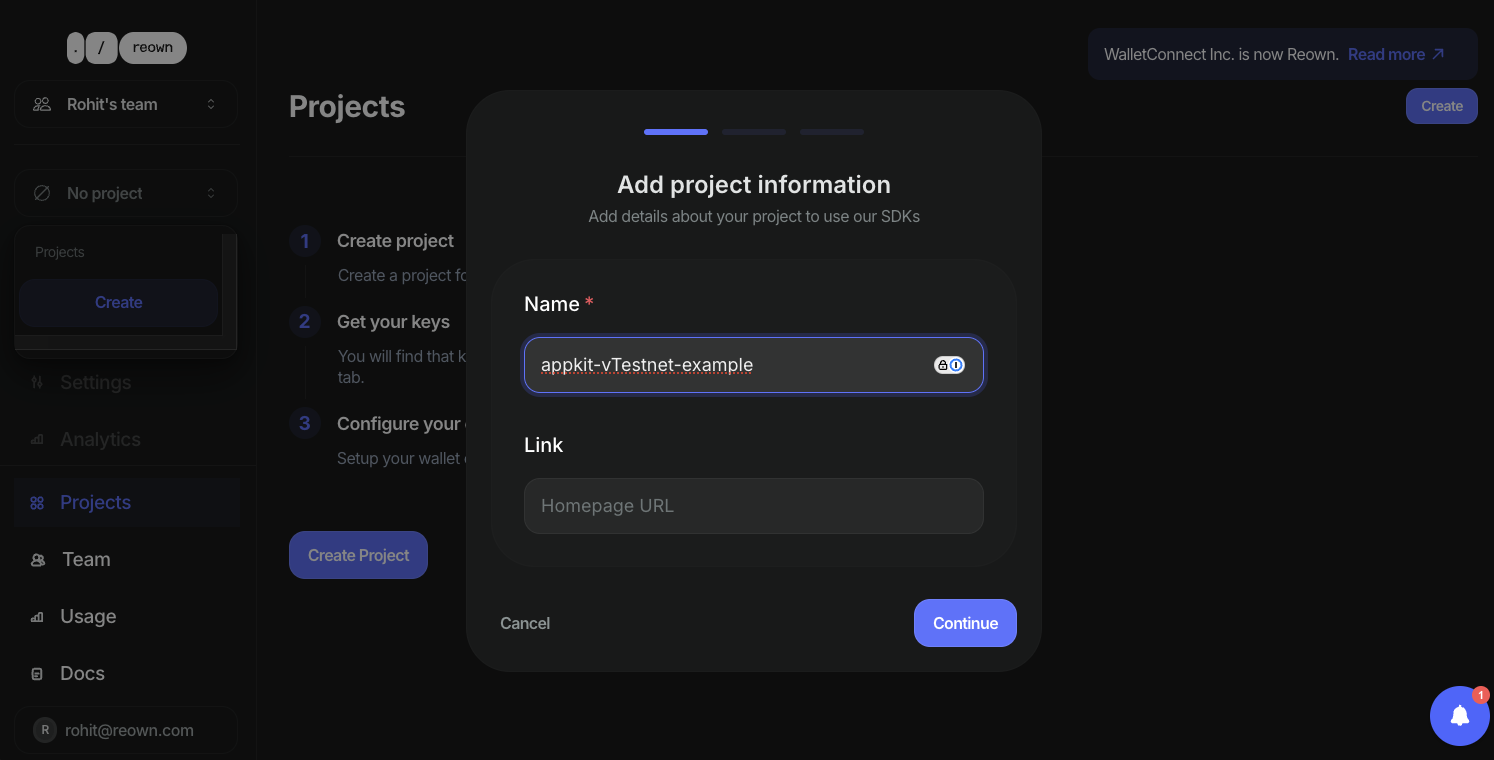 . / reown
Rohit's team
No project
Projects
Create
Settings
Analytics
Projects
Team
Usage
Docs
R rohit@reown.com
WalletConnect Inc. is now Reown. Read more
Projects
Create
1 Create project
Create a project fo
2 Get your keys
You will find that k
tab.
3 Configure your
Setup your wallet
Create Project
Add project information
Add details about your project to use our SDKs
Name *
appkit-vTestnet-example
Link
Homepage URL
Cancel
Continue
1